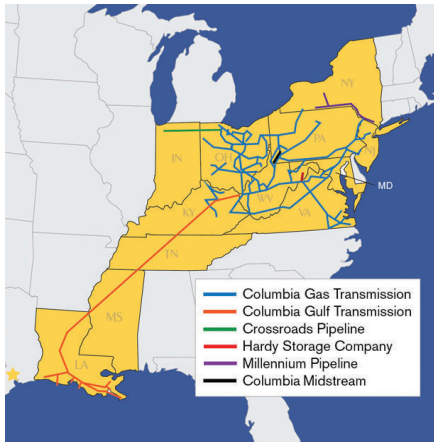 NY
PA
NJ
OH
IN
MD
WV
VA
KY
TN
MS
LA
Columbia Gas Transmission
Columbia Gulf Transmission
Crossroads Pipeline
Hardy Storage Company
Millennium Pipeline
Columbia Midstream